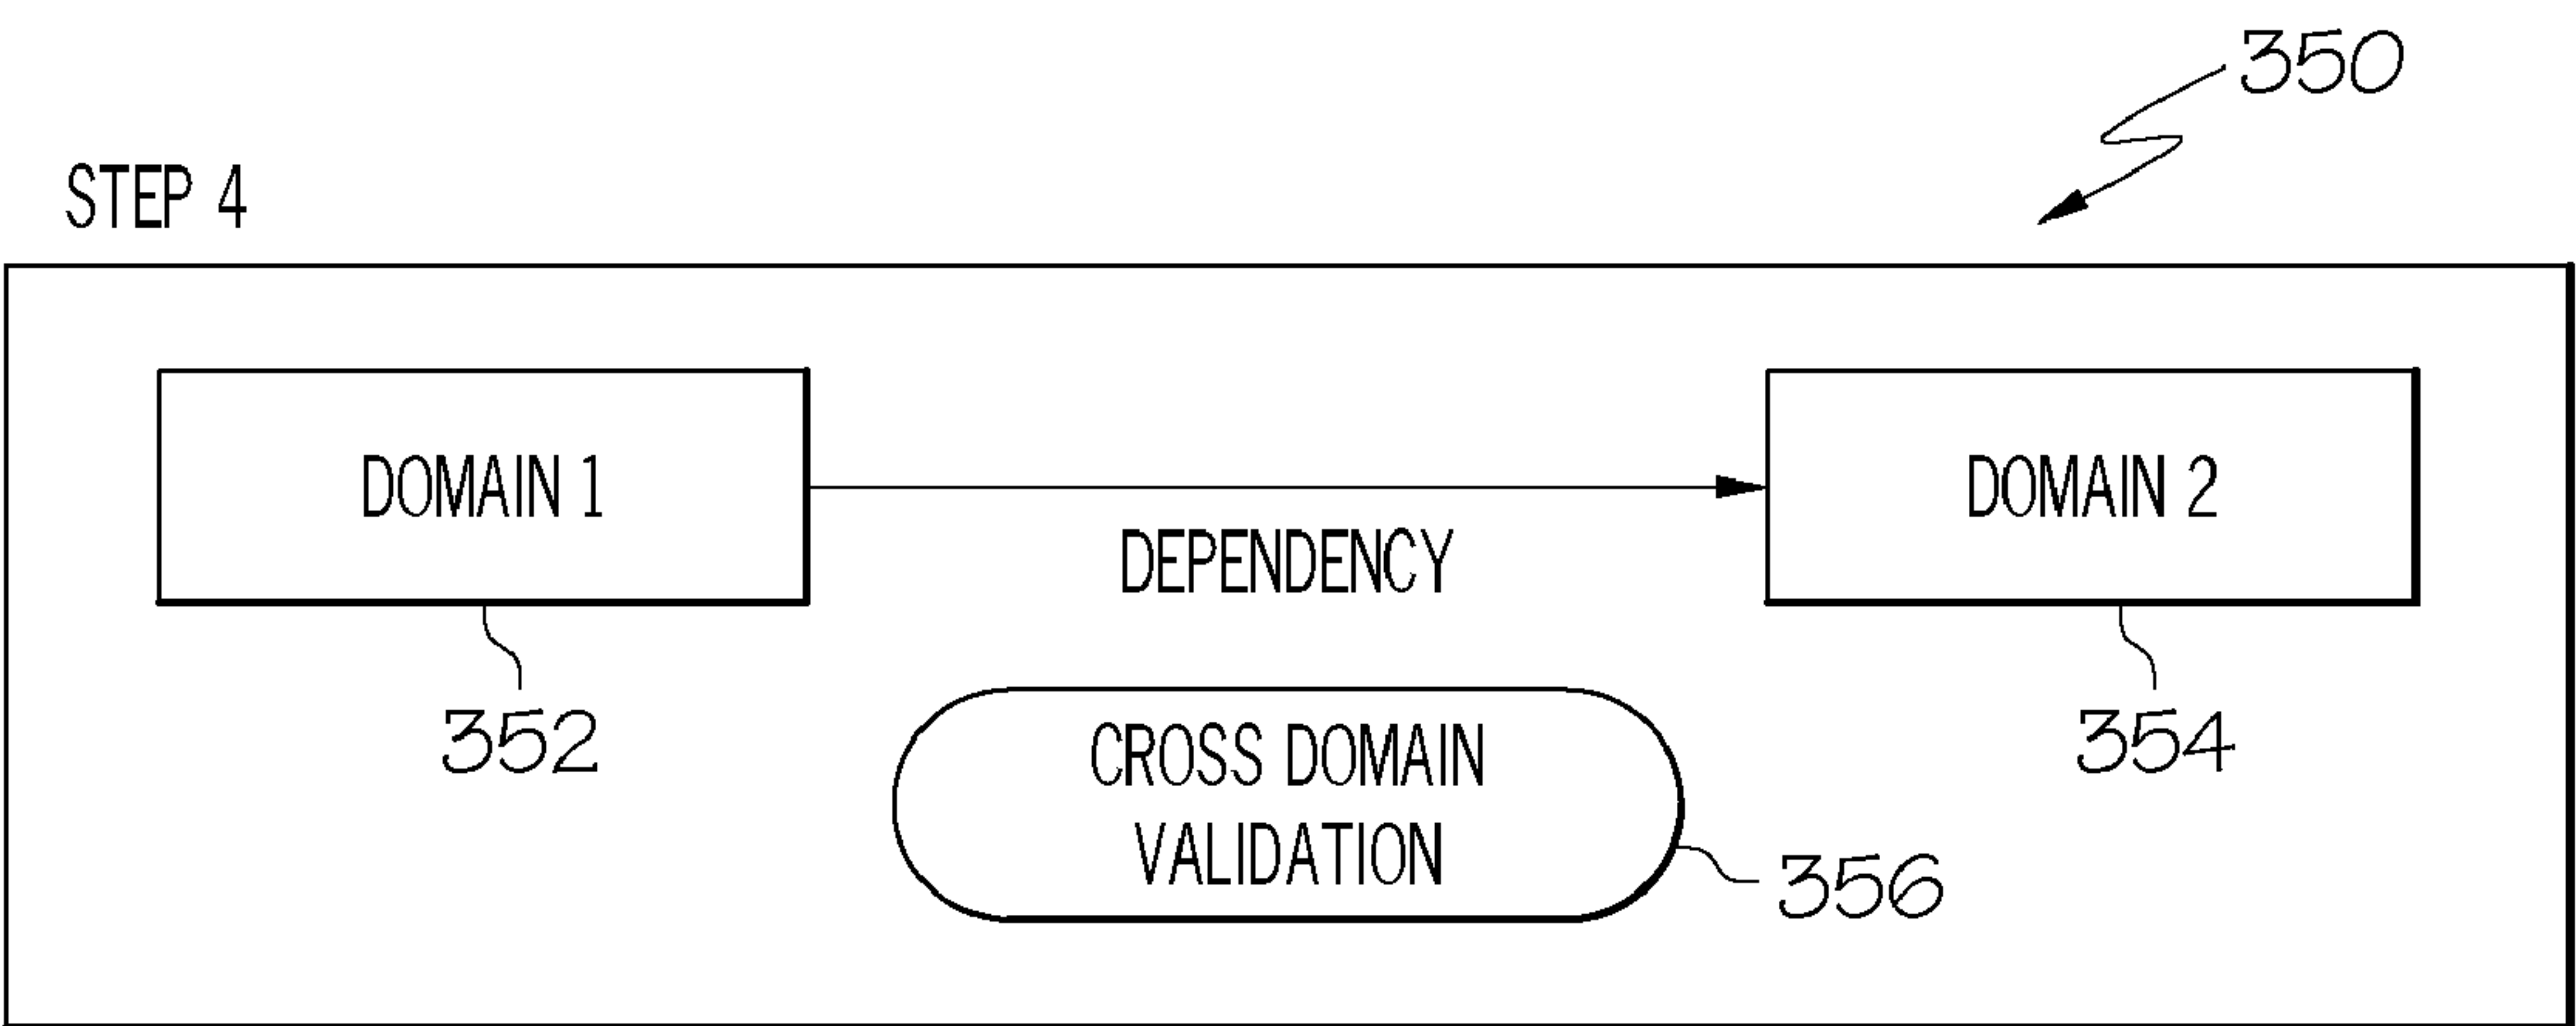 350
STEP 4
DOMAIN 1
DOMAIN 2
DEPENDENCY
352
354
CROSS DOMAIN
VALIDATION
356